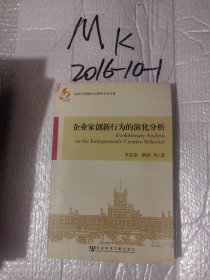 MK
2016-10-1
企业家创新行为的演化分析
Evolutionary Analysis
on the Entrepreneur's Creative Behavior
社会科学文献出版社